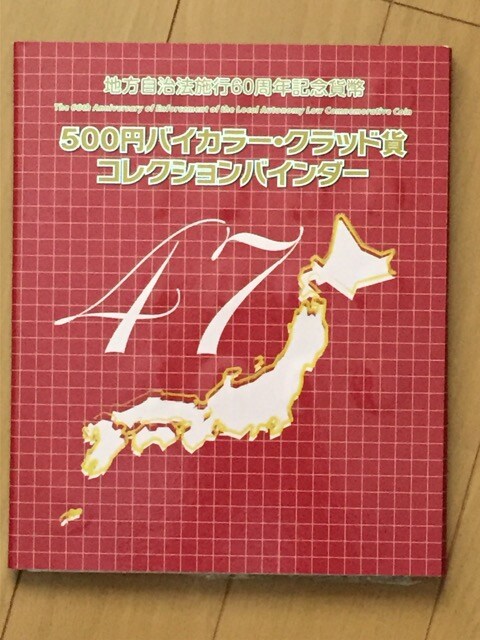 地方自治法施行60周年記念貨幣
The 60th Anniversary of Enforcement of the Local Autonomy Law Commemorative Coin
500円バイカラー・クラッド貨
コレクションバインダー
47